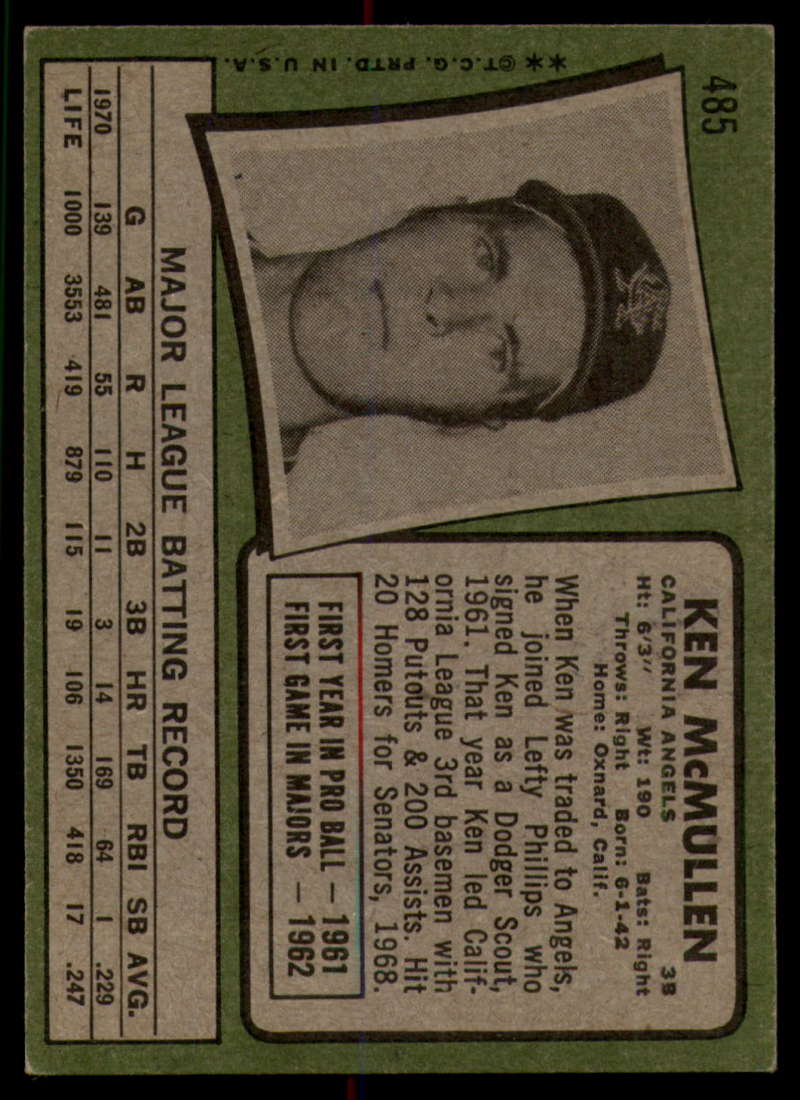 485
KEN McMULLEN
CALIFORNIA ANGELS 3B
Ht: 6'3" Wt: 190 Bats: Right
Throws: Right Born: 6-1-42
Home: Oxnard, Calif.
When Ken was traded to Angels,
he joined Lefty Phillips who
signed Ken as a Dodger Scout,
1961. That year Ken led Calif-
ornia League 3rd basemen with
128 Putouts & 200 Assists. Hit
20 Homers for Senators, 1968.
FIRST YEAR IN PRO BALL — 1961
FIRST GAME IN MAJORS — 1962
**©T.C.G. PRTD. IN U.S.A.
MAJOR LEAGUE BATTING RECORD
G AB R H 2B 3B HR TB RBI SB AVG.
1970 139 481 55 110 11 3 14 169 64 1 .229
LIFE 1000 3553 419 879 115 19 106 1350 418 17 .247